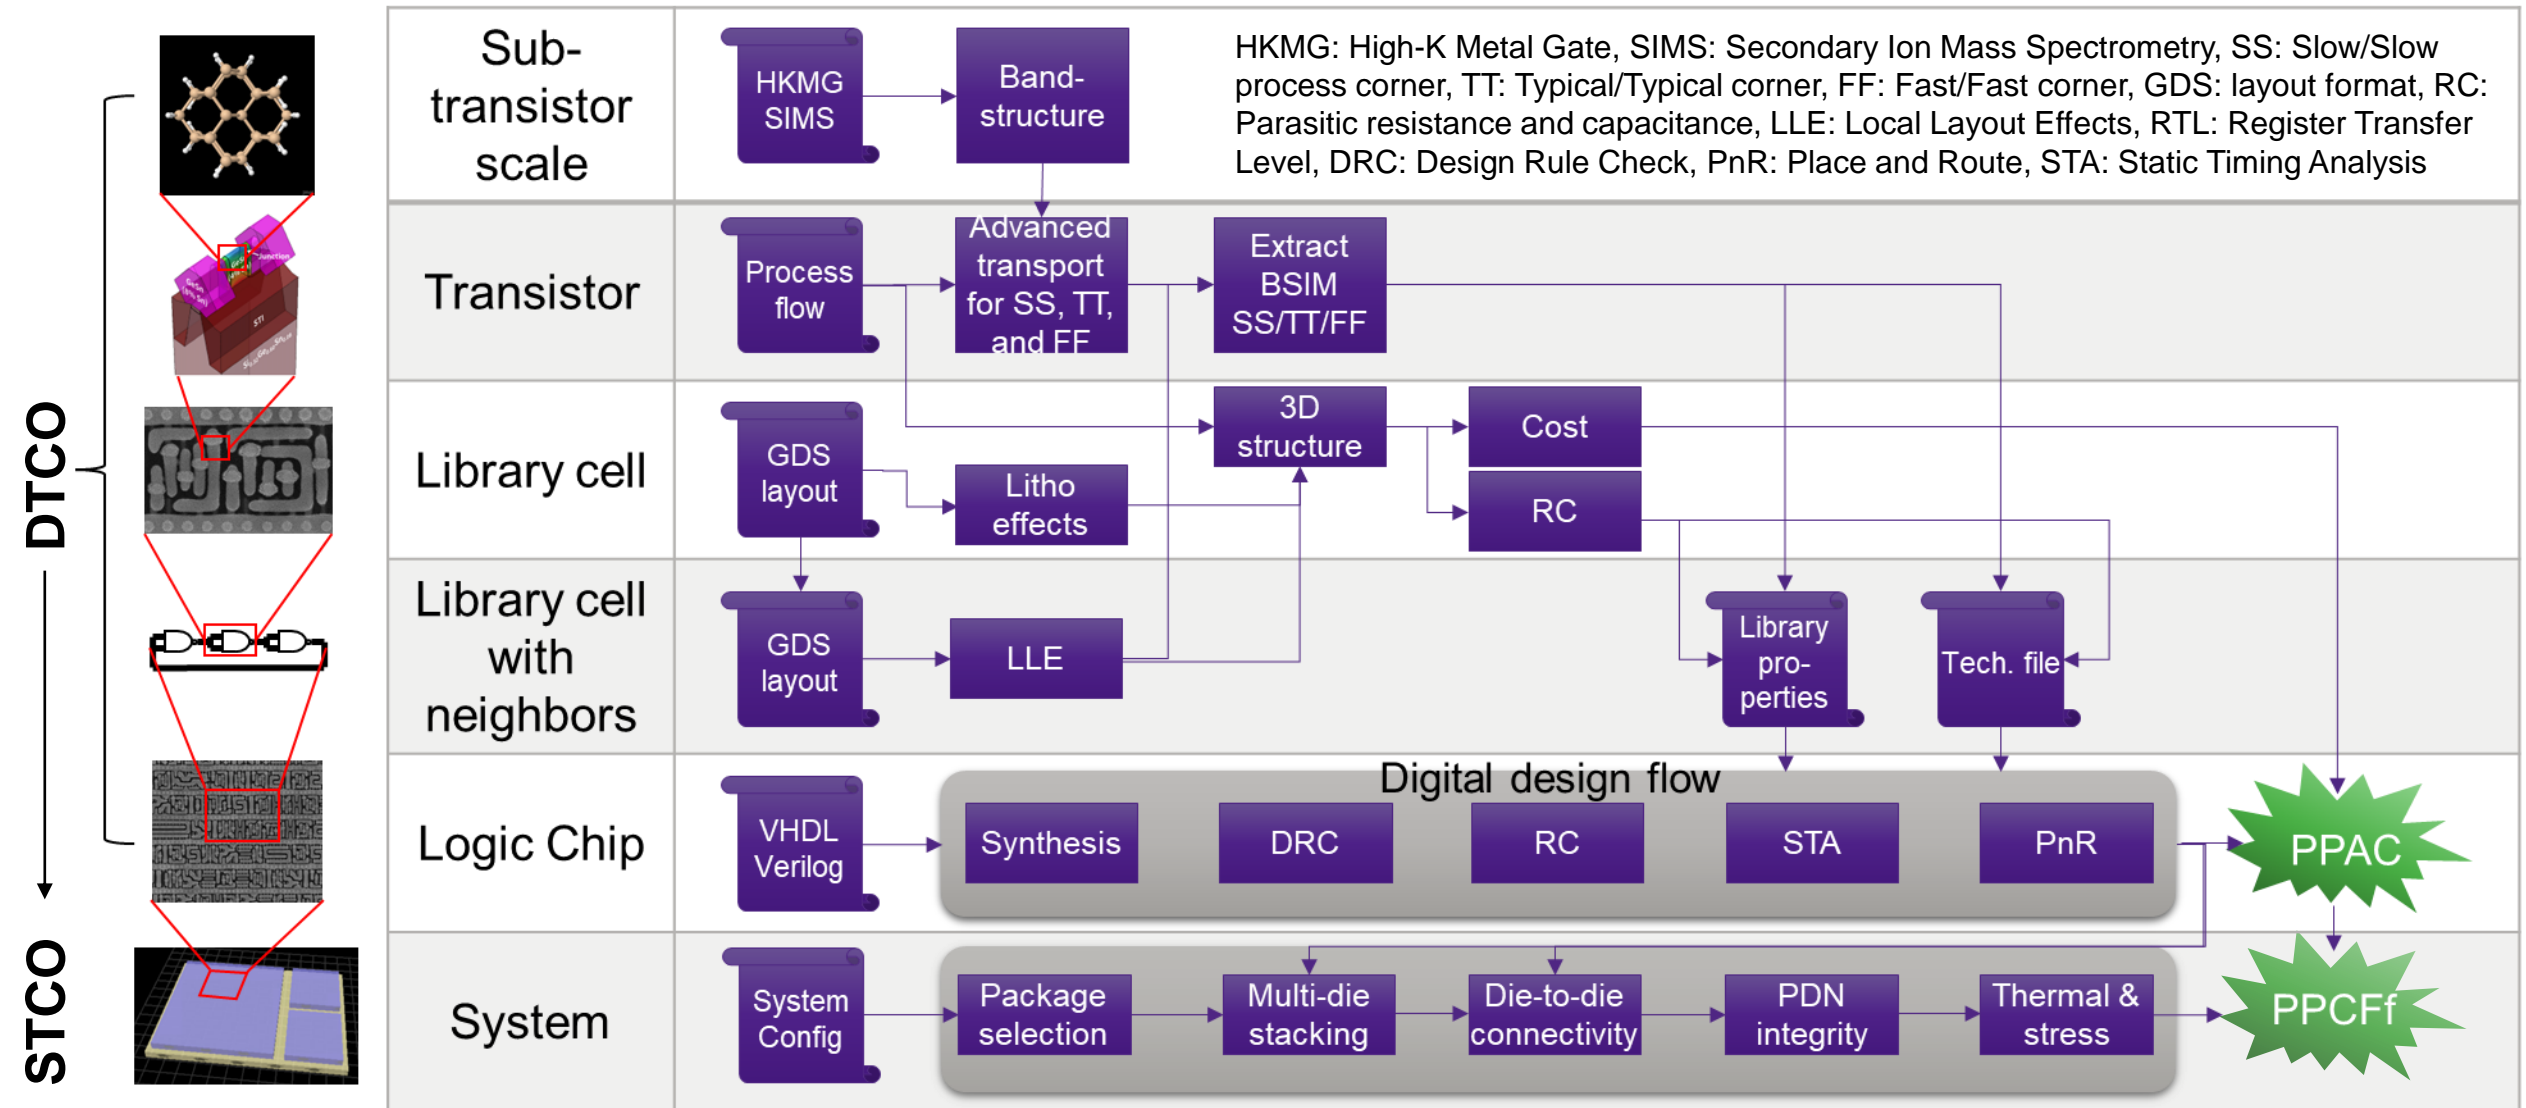 Sub-
transistor
scale
HKMG
SIMS
Band-
structure
HKMG: High-K Metal Gate, SIMS: Secondary Ion Mass Spectrometry, SS: Slow/Slow
process corner, TT: Typical/Typical corner, FF: Fast/Fast corner, GDS: layout format, RC:
Parasitic resistance and capacitance, LLE: Local Layout Effects, RTL: Register Transfer
Level, DRC: Design Rule Check, PnR: Place and Route, STA: Static Timing Analysis
Junction
GeSn
(8% Sn)
STI
Transistor
Process
flow
Advanced
transport
for SS, TT,
and FF
Extract
BSIM
SS/TT/FF
DTCO
Library cell
GDS
layout
Litho
effects
3D
structure
Cost
RC
Library cell
with
neighbors
GDS
layout
LLE
Library
pro-
perties
Tech. file
Logic Chip
VHDL
Verilog
Digital design flow
Synthesis
DRC
RC
STA
PnR
PPAC
STCO
System
System
Config
Package
selection
Multi-die
stacking
Die-to-die
connectivity
PDN
integrity
Thermal &
stress
PPCFf